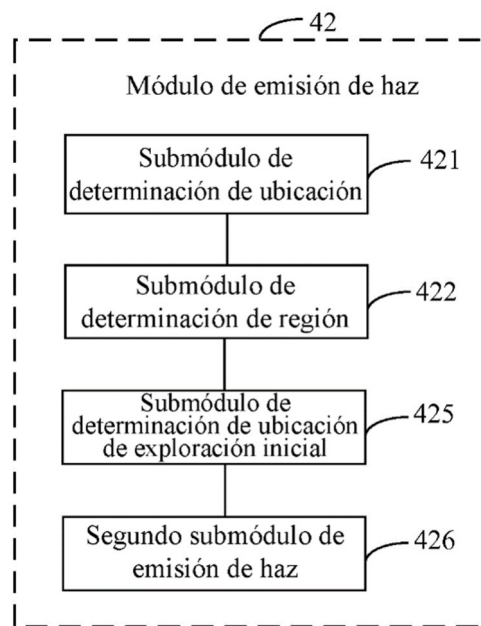 42
Módulo de emisión de haz
Submódulo de
determinación de ubicación
421
Submódulo de
determinación de región
422
Submódulo de
determinación de ubicación
de exploración inicial
425
Segundo submódulo de
emisión de haz
426